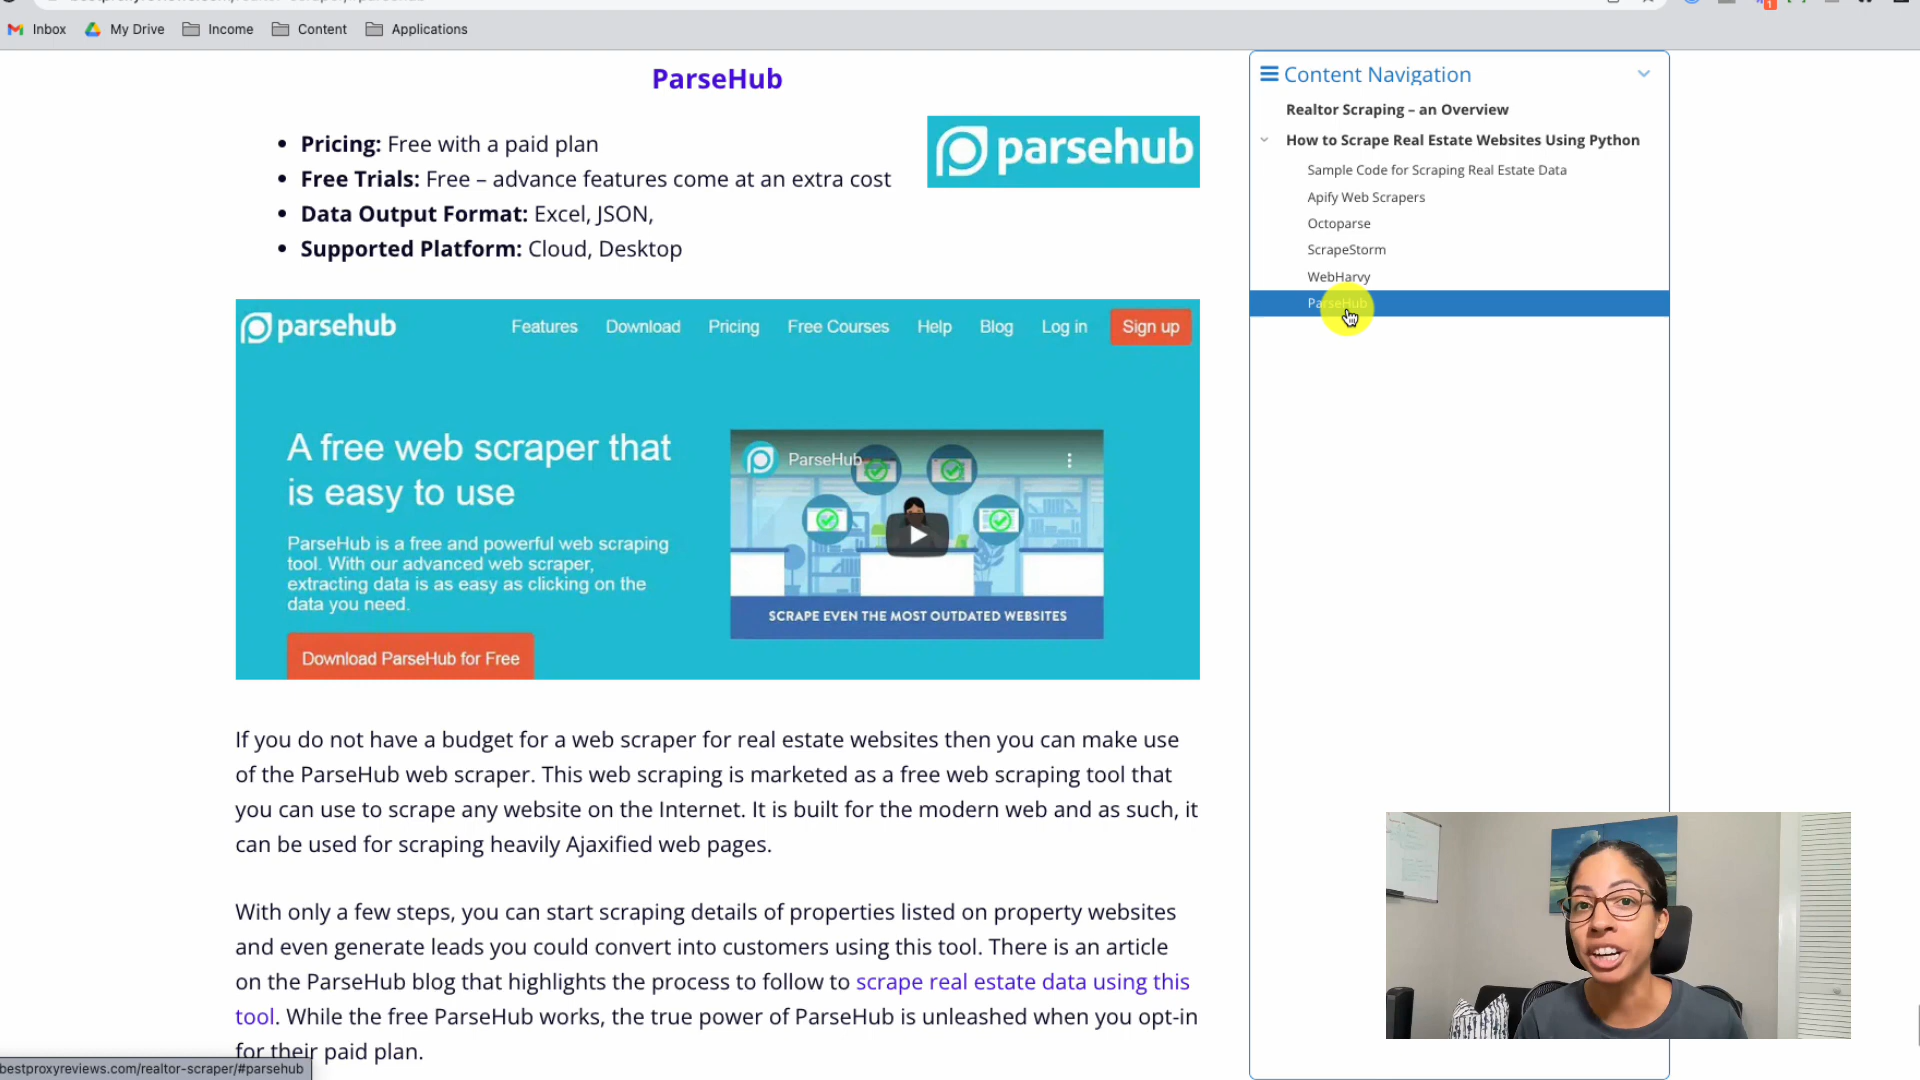 Inbox
My Drive
Income
Content
Applications
ParseHub
• Pricing: Free with a paid plan
• Free Trials: Free – advance features come at an extra cost
• Data Output Format: Excel, JSON,
• Supported Platform: Cloud, Desktop
parsehub
parsehub
Features
Download
Pricing
Free Courses
Help
Blog
Log in
Sign up
A free web scraper that
is easy to use
ParseHub is a free and powerful web scraping
tool. With our advanced web scraper,
extracting data is as easy as clicking on the
data you need.
Download ParseHub for Free
ParseHub
SCRAPE EVEN THE MOST OUTDATED WEBSITES
If you do not have a budget for a web scraper for real estate websites then you can make use
of the ParseHub web scraper. This web scraping is marketed as a free web scraping tool that
you can use to scrape any website on the Internet. It is built for the modern web and as such, it
can be used for scraping heavily Ajaxified web pages.
With only a few steps, you can start scraping details of properties listed on property websites
and even generate leads you could convert into customers using this tool. There is an article
on the ParseHub blog that highlights the process to follow to scrape real estate data using this
tool. While the free ParseHub works, the true power of ParseHub is unleashed when you opt-in
for their paid plan.
bestproxyreviews.com/realtor-scraper/#parsehub
Content Navigation
Realtor Scraping – an Overview
How to Scrape Real Estate Websites Using Python
Sample Code for Scraping Real Estate Data
Apify Web Scrapers
Octoparse
ScrapeStorm
WebHarvy
ParseHub
1